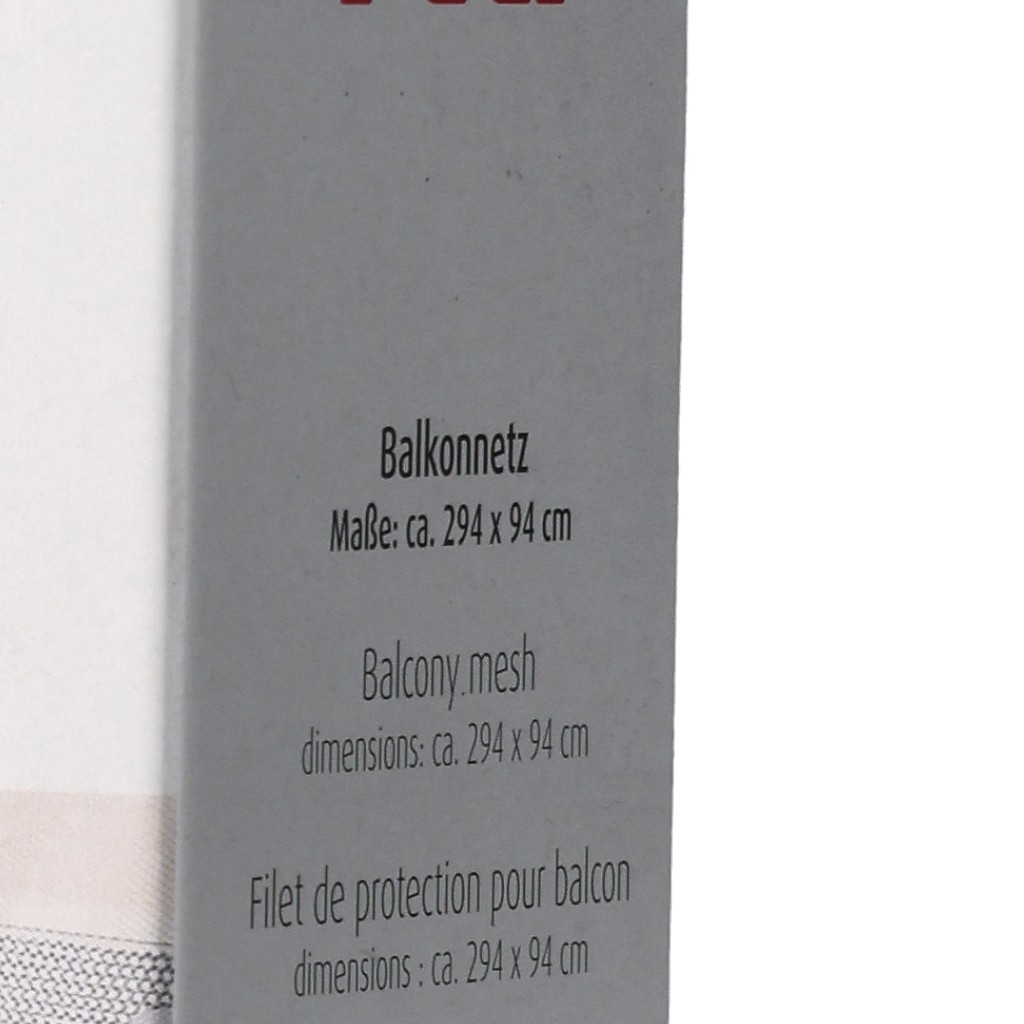 Balkonnetz
Maße: ca. 294 x 94 cm
Balcony.mesh
dimensions: ca. 294 x 94 cm
Filet de protection pour balcon
dimensions : ca. 294 x 94 cm